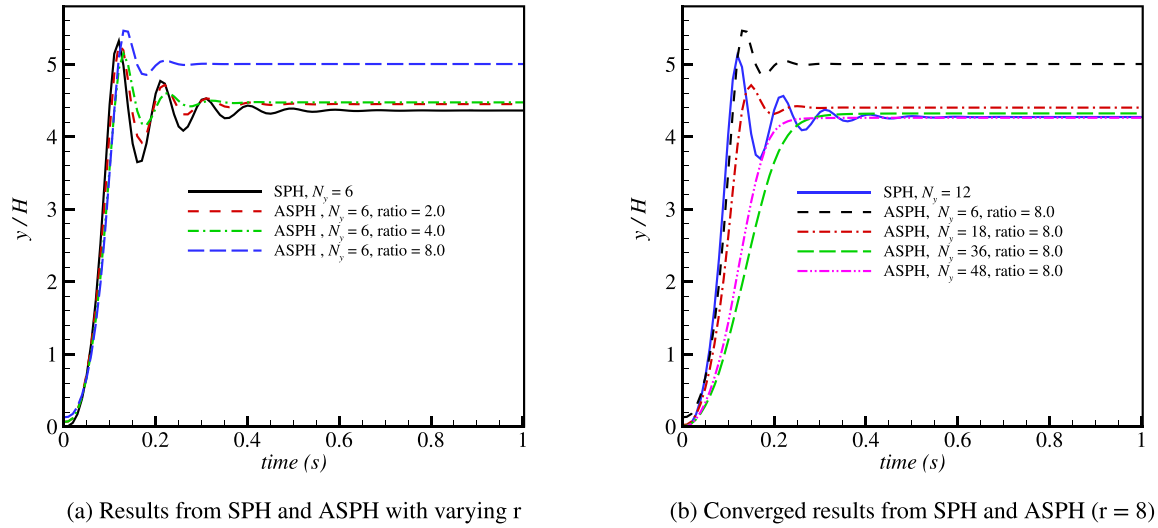 5
4
3
2
1
0
y / H
0
0.2
0.4
0.6
0.8
1
time (s)
SPH, N_y = 6
ASPH , N_y = 6, ratio = 2.0
ASPH , N_y = 6, ratio = 4.0
ASPH , N_y = 6, ratio = 8.0
(a) Results from SPH and ASPH with varying r
5
4
3
2
1
0
y / H
0
0.2
0.4
0.6
0.8
1
time (s)
SPH, N_y = 12
ASPH, N_y = 6, ratio = 8.0
ASPH, N_y = 18, ratio = 8.0
ASPH, N_y = 36, ratio = 8.0
ASPH, N_y = 48, ratio = 8.0
(b) Converged results from SPH and ASPH (r = 8)